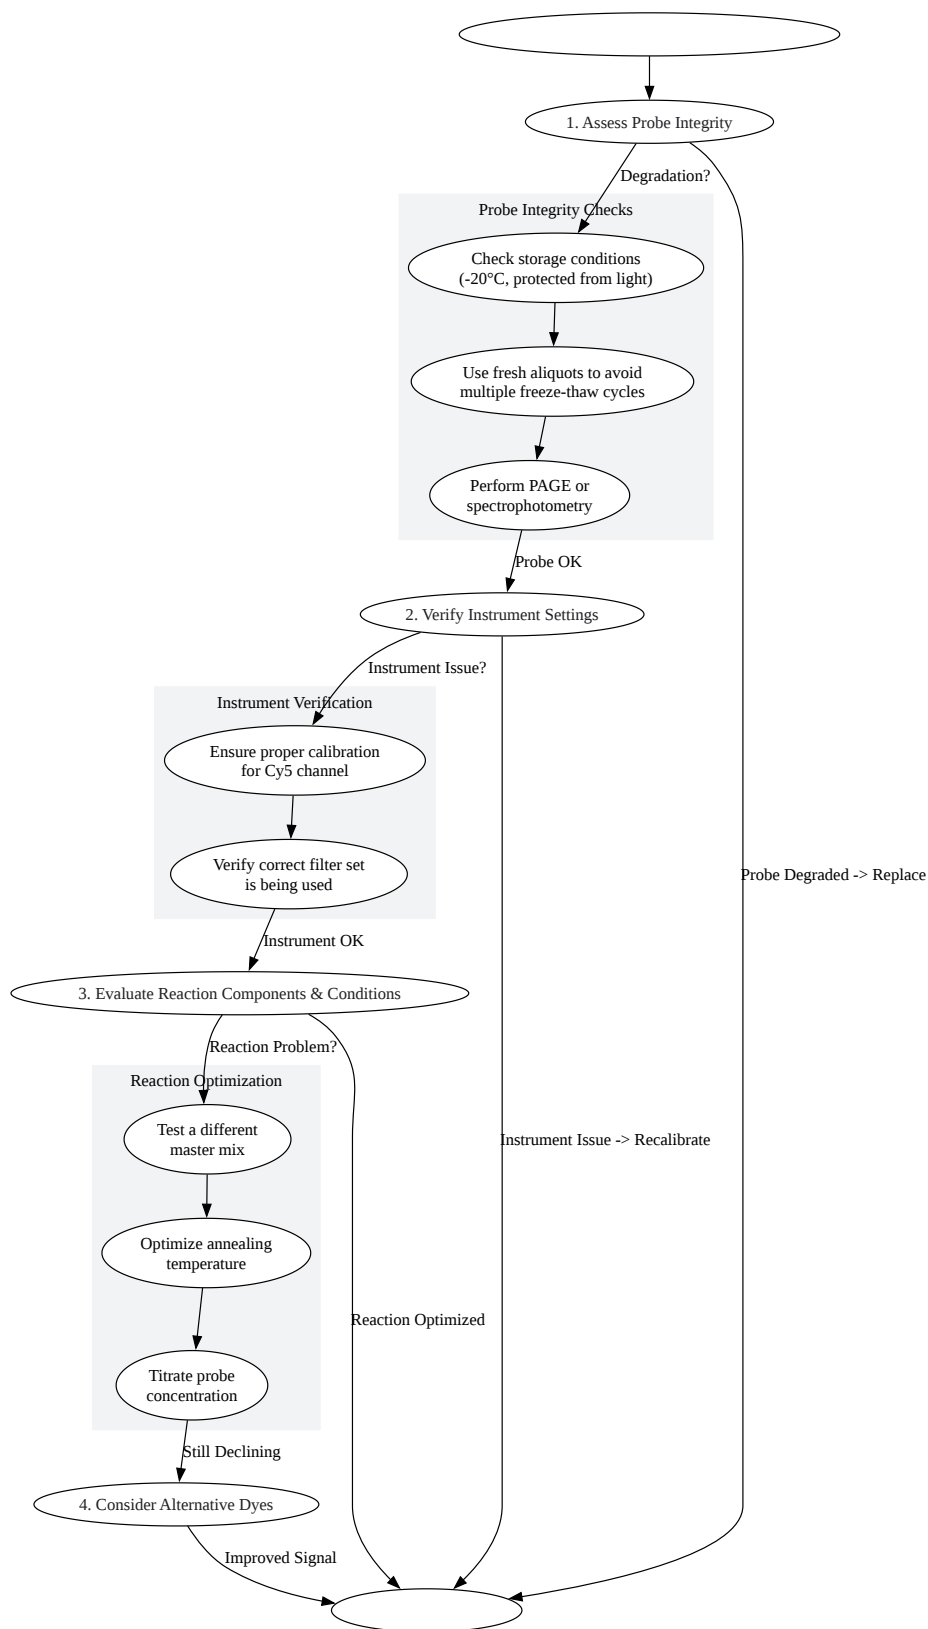 1. Assess Probe Integrity
Degradation?
Probe Integrity Checks
Check storage conditions
(-20°C, protected from light)
Use fresh aliquots to avoid
multiple freeze-thaw cycles
Perform PAGE or
spectrophotometry
Probe OK
2. Verify Instrument Settings
Instrument Issue?
Instrument Verification
Ensure proper calibration
for Cy5 channel
Verify correct filter set
is being used
Probe Degraded -> Replace
Instrument OK
3. Evaluate Reaction Components & Conditions
Reaction Problem?
Reaction Optimization
Test a different
master mix
Instrument Issue -> Recalibrate
Optimize annealing
temperature
Reaction Optimized
Titrate probe
concentration
Still Declining
4. Consider Alternative Dyes
Improved Signal